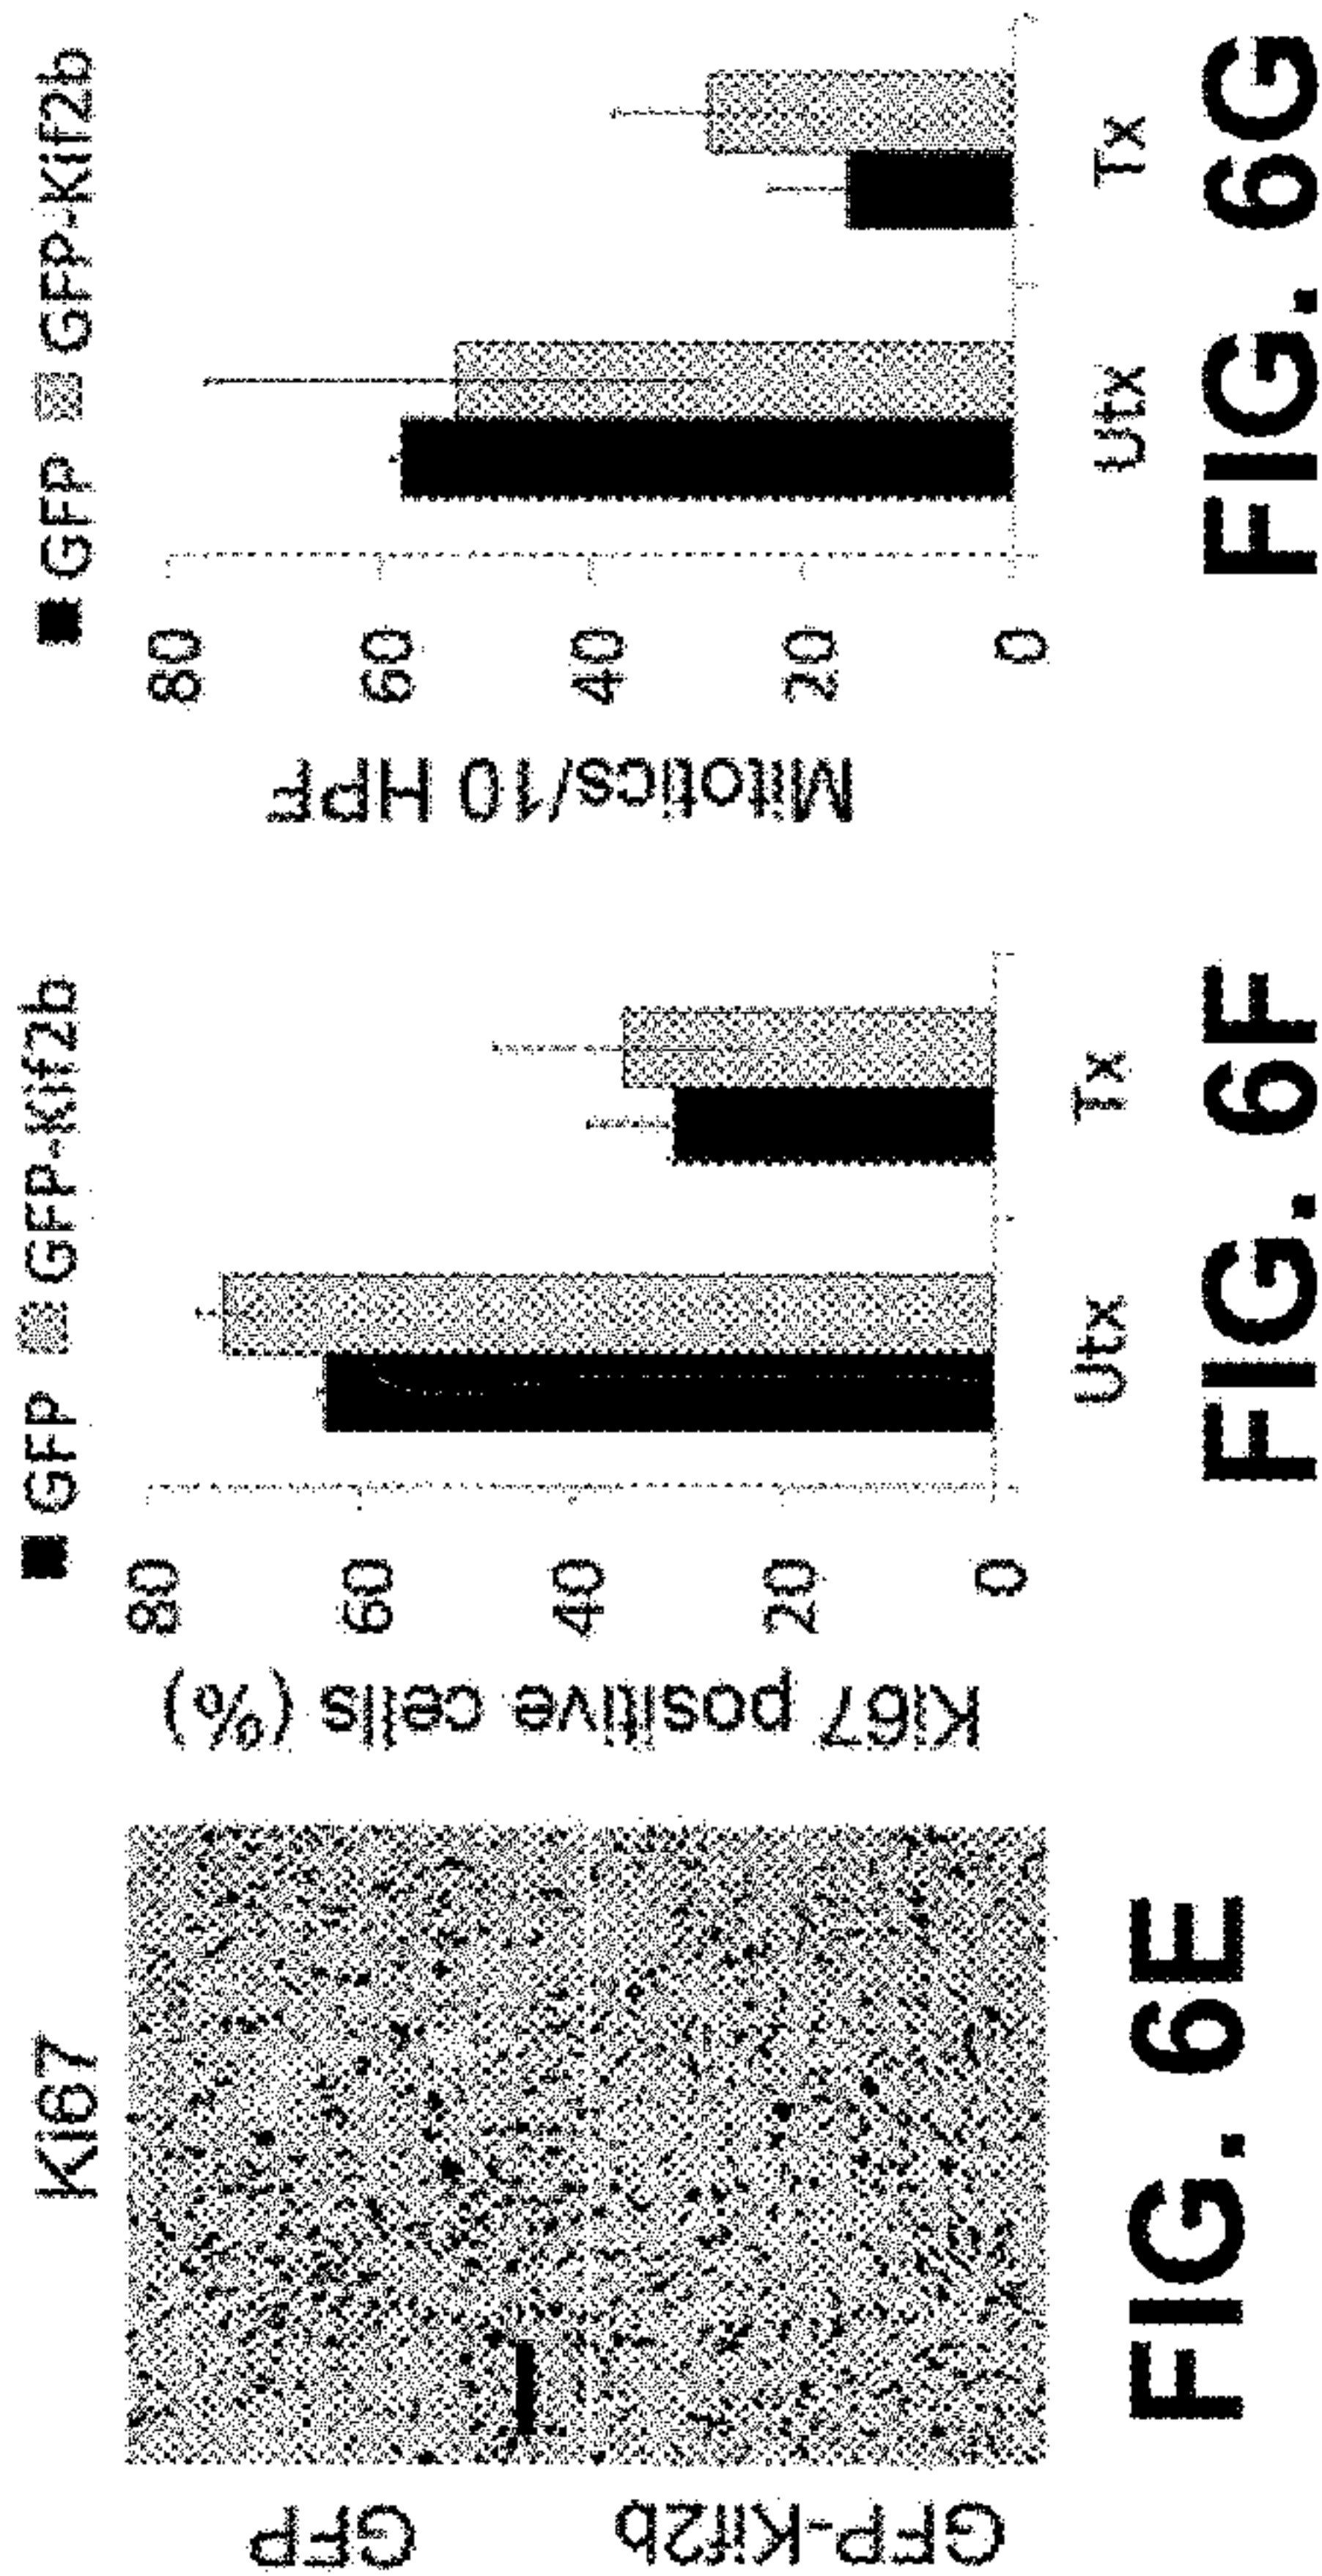 Ki67
GFP
GFP-Kif2b
FIG. 6E
GFP GFP-Kif2b
Ki67 positive cells (%)
80
60
40
20
0
Utx Tx
FIG. 6F
GFP GFP-Kif2b
Mitotics/10 HPF
80
60
40
20
0
Utx Tx
FIG. 6G